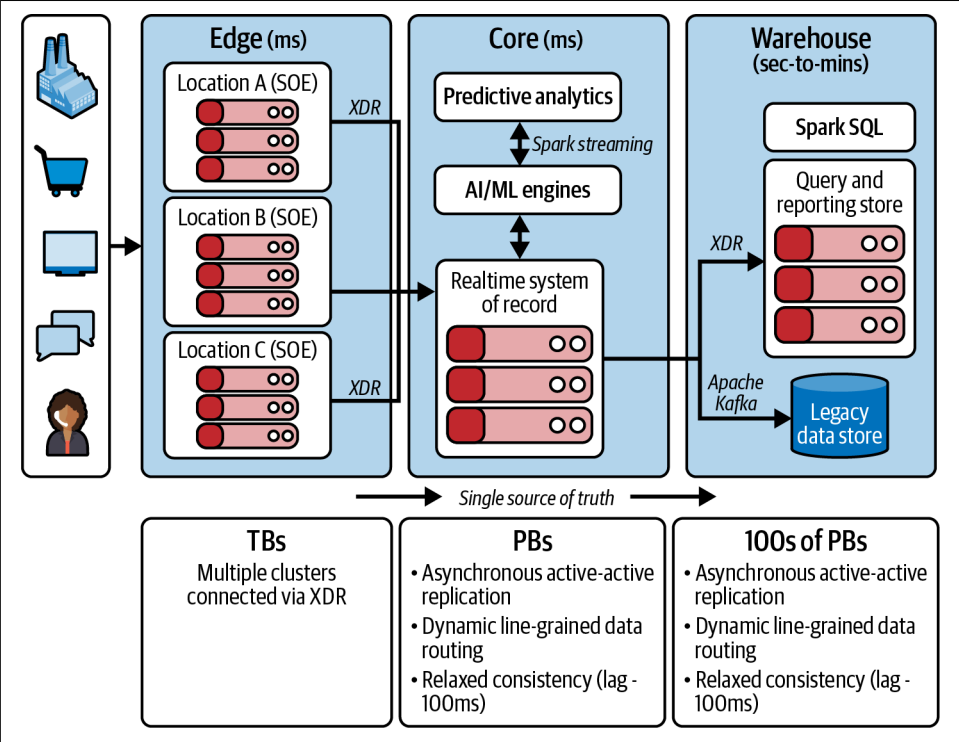 Edge (ms)
Location A (SOE)
XDR
Location B (SOE)
Location C (SOE)
XDR
Core (ms)
Predictive analytics
Spark streaming
AI/ML engines
Realtime system
of record
Warehouse
(sec-to-mins)
Spark SQL
Query and
reporting store
XDR
Apache
Kafka
Legacy
data store
Single source of truth
TBs
Multiple clusters
connected via XDR
PBs
• Asynchronous active-active
replication
• Dynamic line-grained data
routing
• Relaxed consistency (lag -
100ms)
100s of PBs
• Asynchronous active-active
replication
• Dynamic line-grained data
routing
• Relaxed consistency (lag -
100ms)